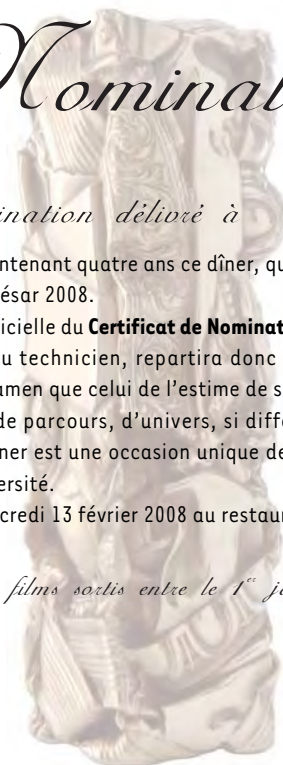 Nominat
ination délivré à
ntenant quatre ans ce dîner, qu
ésar 2008.
icielle du Certificat de Nominat
u technicien, repartira donc
amen que celui de l'estime de s
de parcours, d'univers, si diffé
ner est une occasion unique de
ersité.
credi 13 février 2008 au restau
films sortis entre le 1er ja